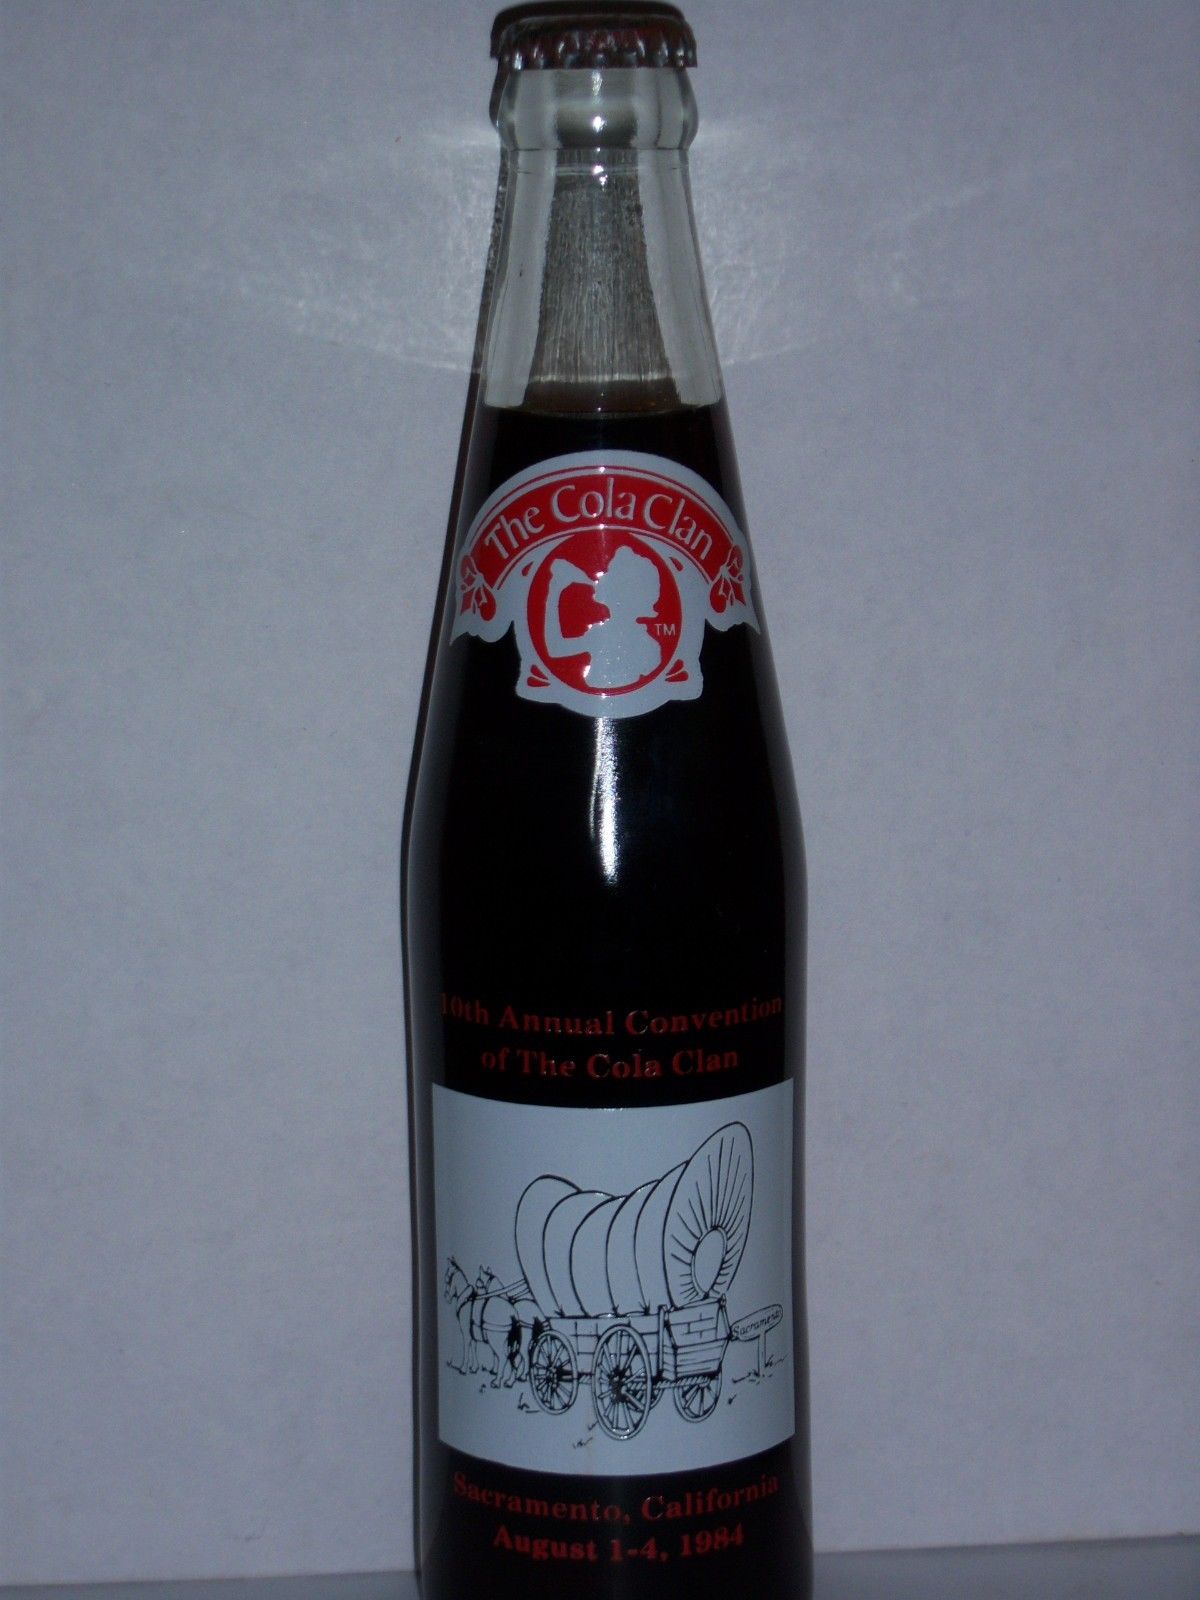 The Cola Clan
TM
10th Annual Convention
of The Cola Clan
Sacramento
Sacramento, California
August 1-4, 1984